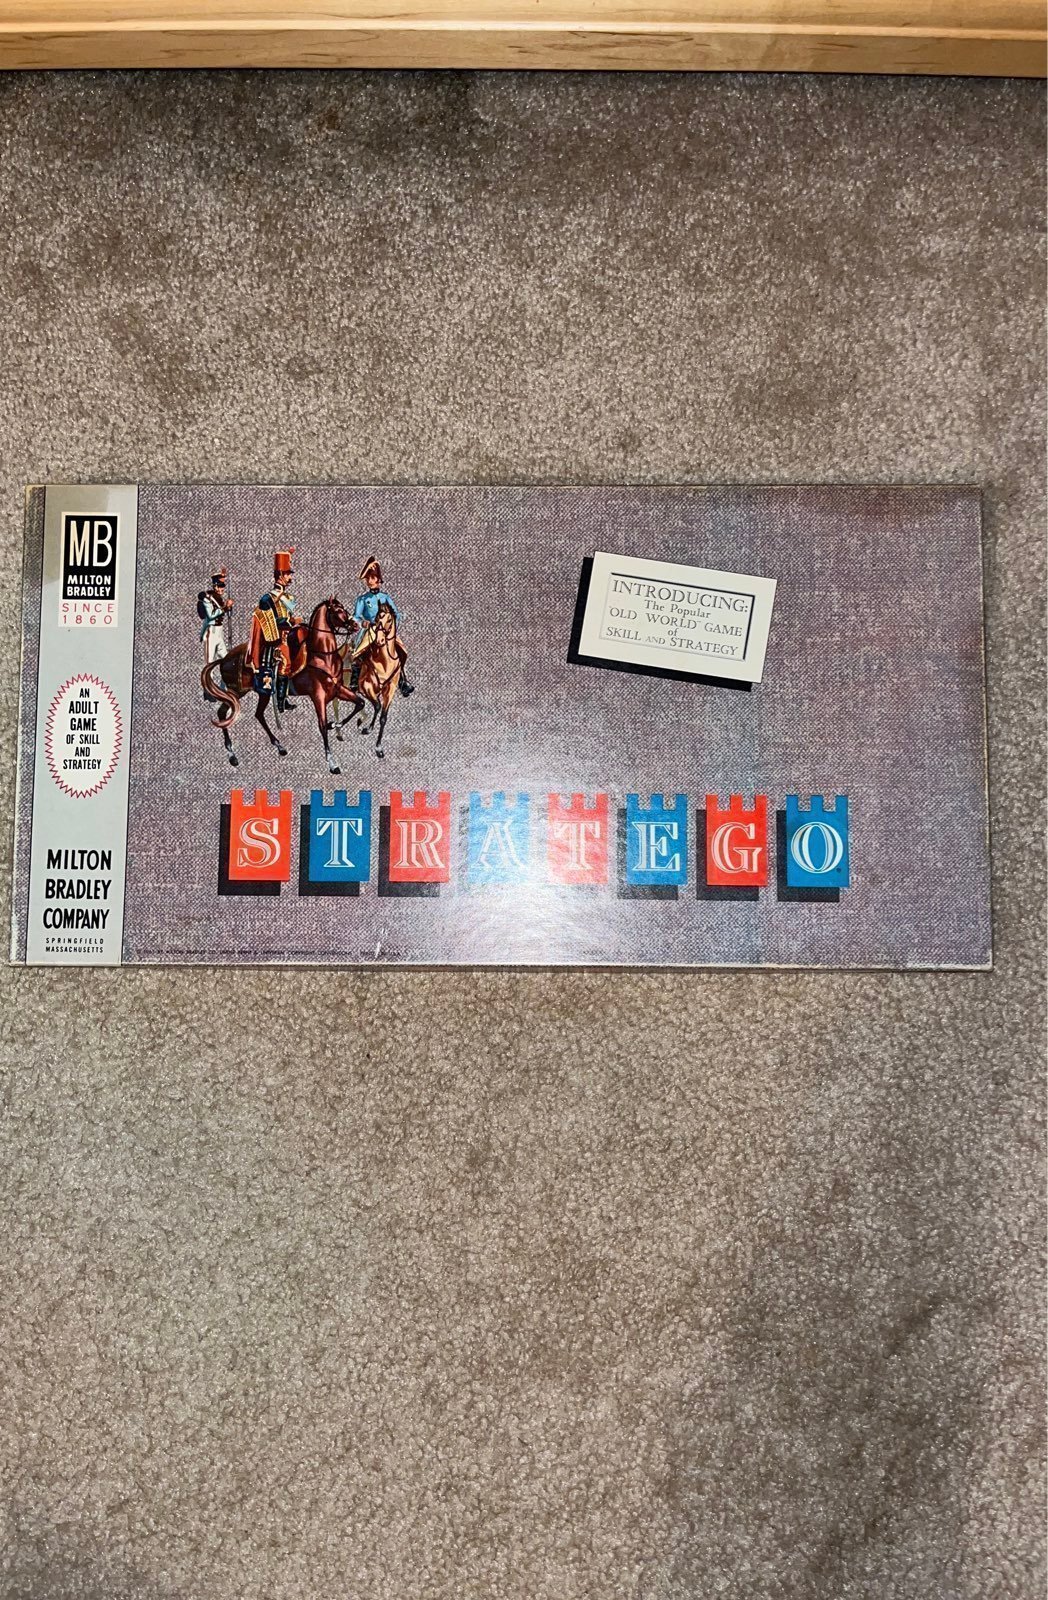 MB
MILTON
BRADLEY
SINCE
1860
AN
ADULT
GAME
OF SKILL
AND
STRATEGY
MILTON
BRADLEY
COMPANY
SPRINGFIELD
MASSACHUSETTS
INTRODUCING:
The Popular
"OLD WORLD" GAME
of
SKILL AND STRATEGY
STRATEGO